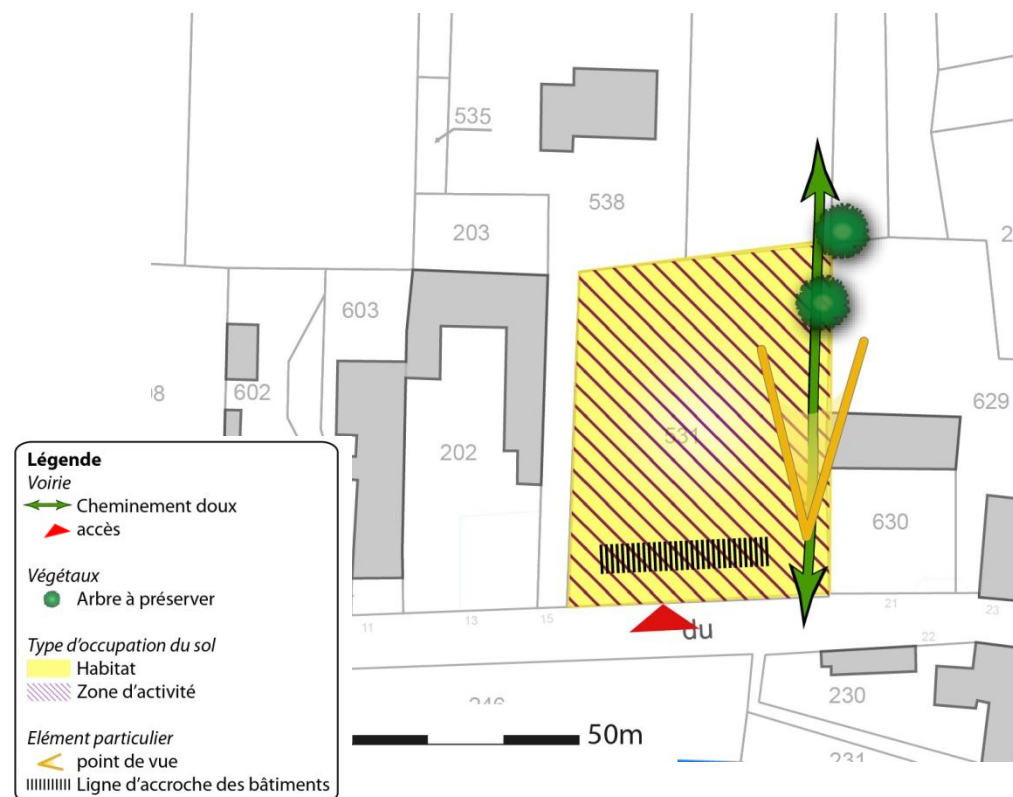 535
538
203
603
602
202
531
629
630
11
13
15
du
21
22
23
230
231
50m
Légende
Voirie
Cheminement doux
accès
Végétaux
Arbre à préserver
Type d'occupation du sol
Habitat
Zone d'activité
Elément particulier
point de vue
Ligne d'accroche des bâtiments